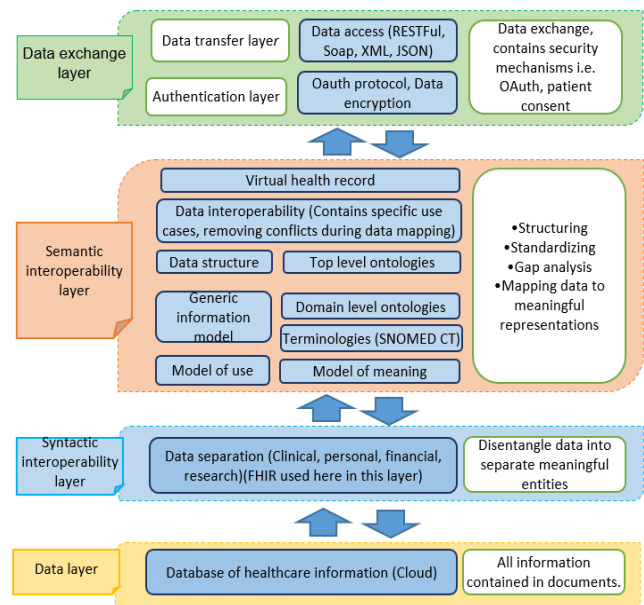 Data exchange
layer
Data transfer layer
Data access (RESTFul,
Soap, XML, JSON)
Authentication layer
Oauth protocol, Data
encryption
Data exchange,
contains security
mechanisms i.e.
OAuth, patient
consent
Semantic
interoperability
layer
Virtual health record
Data interoperability (Contains specific use
cases, removing conflicts during data mapping)
Data structure
Top level ontologies
Generic
information
model
Domain level ontologies
Terminologies (SNOMED CT)
Model of use
Model of meaning
•Structuring
•Standardizing
•Gap analysis
•Mapping data to
meaningful
representations
Syntactic
interoperability
layer
Data separation (Clinical, personal, financial,
research)(FHIR used here in this layer)
Disentangle data into
separate meaningful
entities
Data layer
Database of healthcare information (Cloud)
All information
contained in documents.